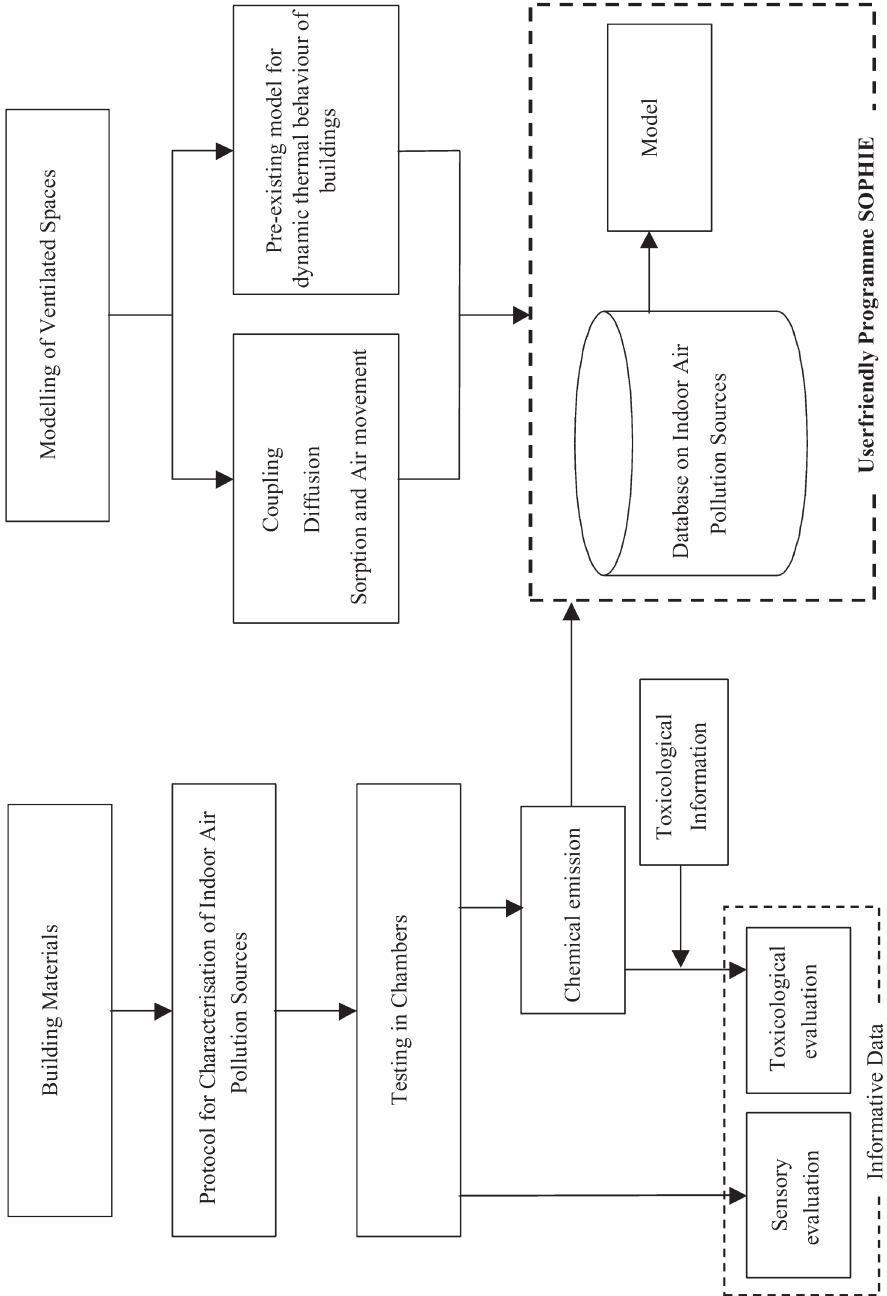 Building Materials
Protocol for Characterisation of Indoor Air
Pollution Sources
Testing in Chambers
Chemical emission
Toxicological
Information
Sensory
evaluation
Toxicological
evaluation
Informative Data
Modelling of Ventilated Spaces
Coupling
Diffusion
Sorption and Air movement
Pre-existing model for
dynamic thermal behaviour of
buildings
Database on Indoor Air
Pollution Sources
Model
Userfriendly Programme SOPHIE